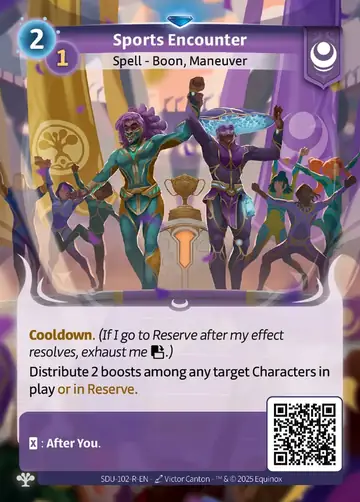 2
Sports Encounter
1
Spell - Boon, Maneuver
Cooldown. (If I go to Reserve after my effect
resolves, exhaust me .)
Distribute 2 boosts among any target Characters in
play or in Reserve.
X : After You.
SDU-102-R-EN - Victor Canton - ™ & © 2025 Equinox